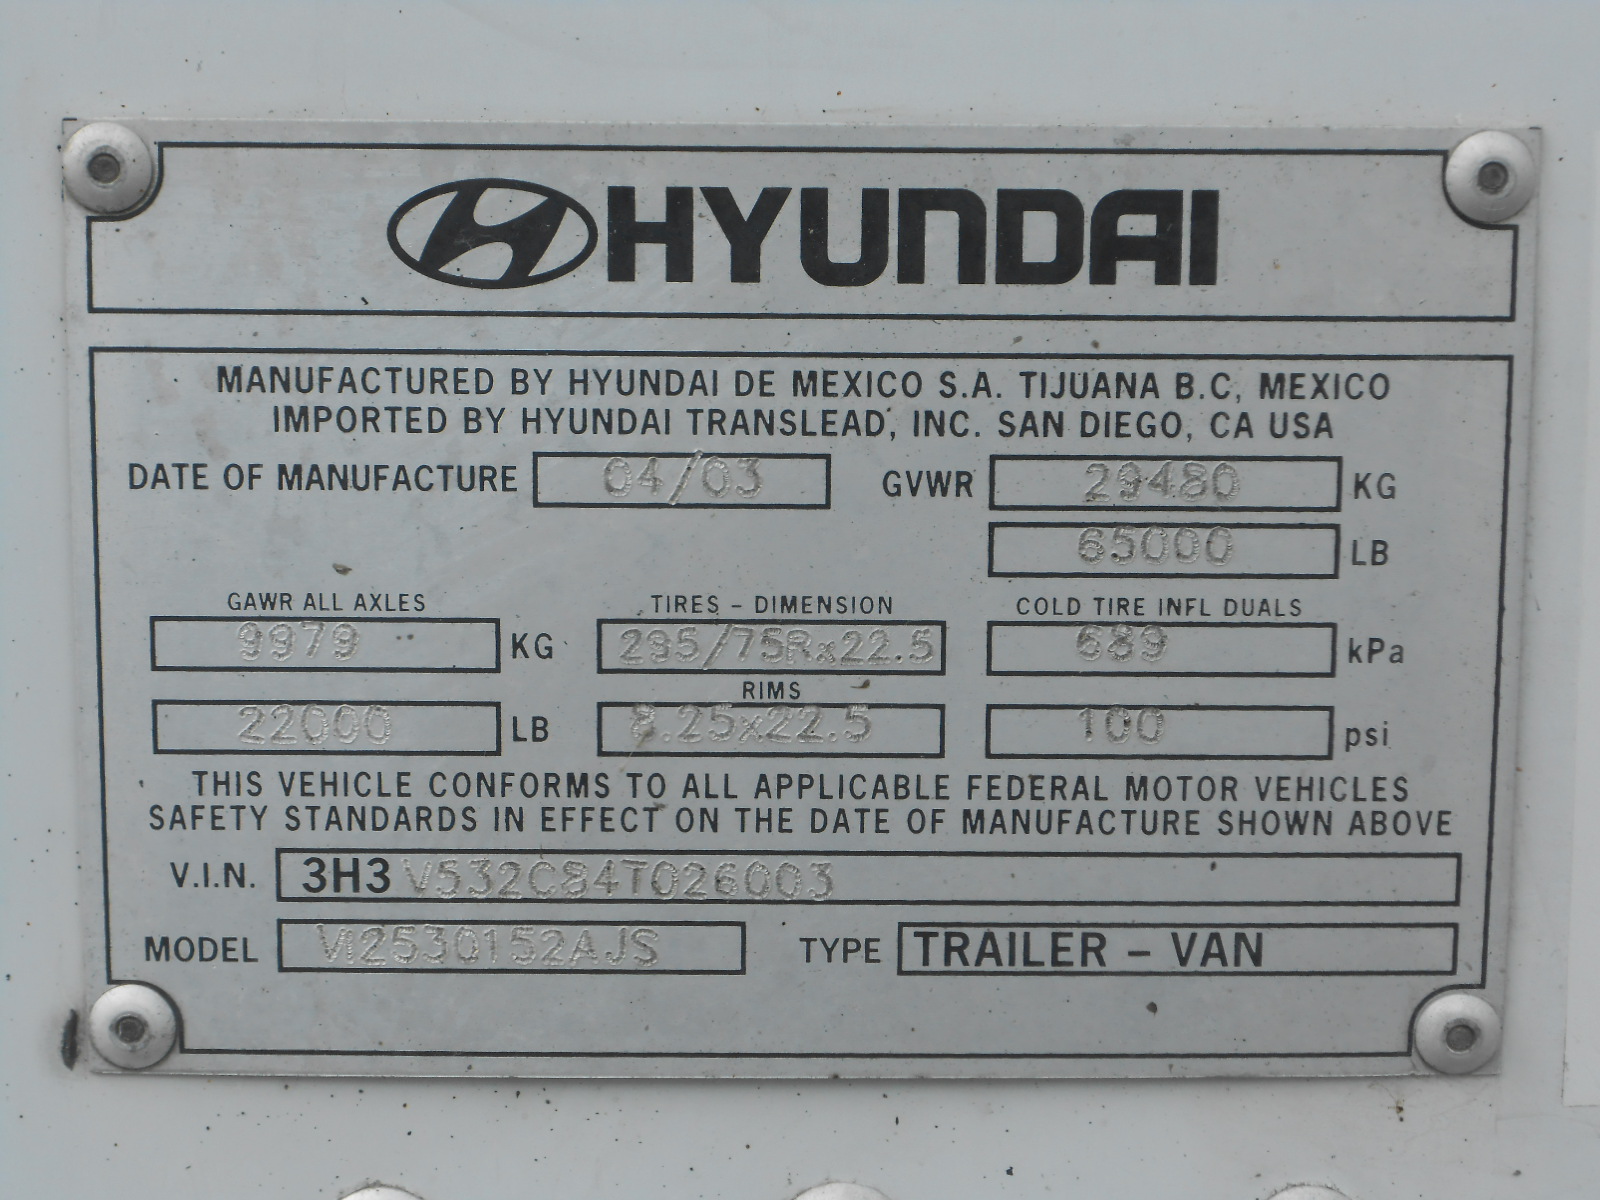 HYUNDAI
MANUFACTURED BY HYUNDAI DE MEXICO S.A. TIJUANA B.C, MEXICO
IMPORTED BY HYUNDAI TRANSLEAD, INC. SAN DIEGO, CA USA
DATE OF MANUFACTURE 04/03 GVWR 29480 KG
65000 LB
GAWR ALL AXLES TIRES - DIMENSION COLD TIRE INFL DUALS
9979 KG 295/75Rx22.5 689 kPa
RIMS
22000 LB 8.25x22.5 100 psi
THIS VEHICLE CONFORMS TO ALL APPLICABLE FEDERAL MOTOR VEHICLES
SAFETY STANDARDS IN EFFECT ON THE DATE OF MANUFACTURE SHOWN ABOVE
V.I.N. 3H3V532C84T026003
MODEL VI2530152AJS TYPE TRAILER - VAN